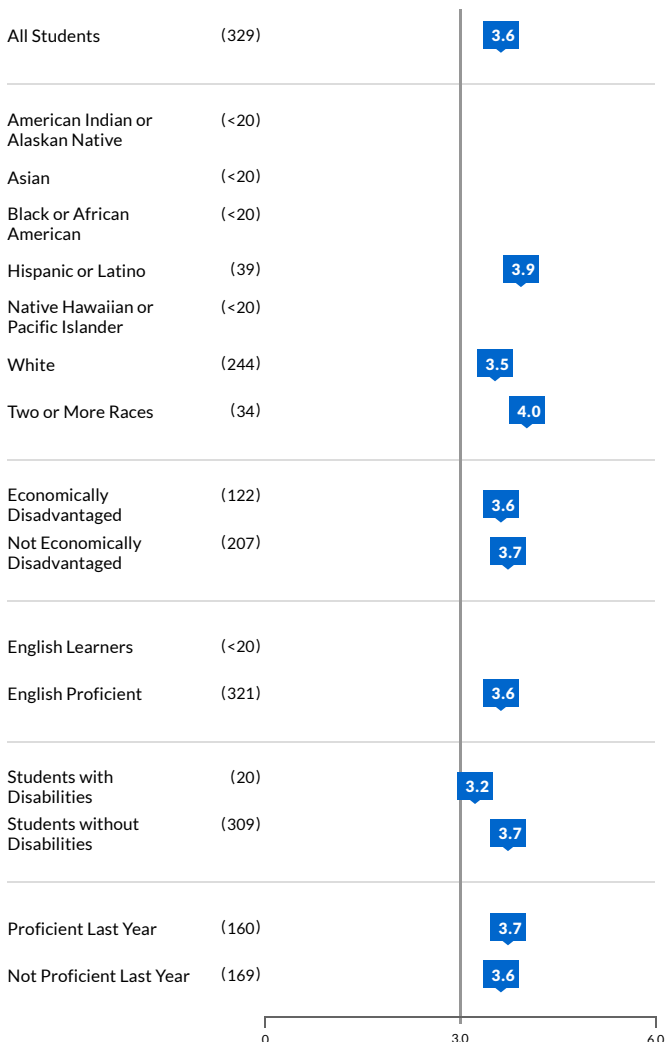 All Students (329) 3.6
American Indian or (<20)
Alaskan Native
Asian (<20)
Black or African (<20)
American
Hispanic or Latino (39) 3.9
Native Hawaiian or (<20)
Pacific Islander
White (244) 3.5
Two or More Races (34) 4.0
Economically (122) 3.6
Disadvantaged
Not Economically (207) 3.7
Disadvantaged
English Learners (<20)
English Proficient (321) 3.6
Students with (20) 3.2
Disabilities
Students without (309) 3.7
Disabilities
Proficient Last Year (160) 3.7
Not Proficient Last Year (169) 3.6
0 3.0 6.0